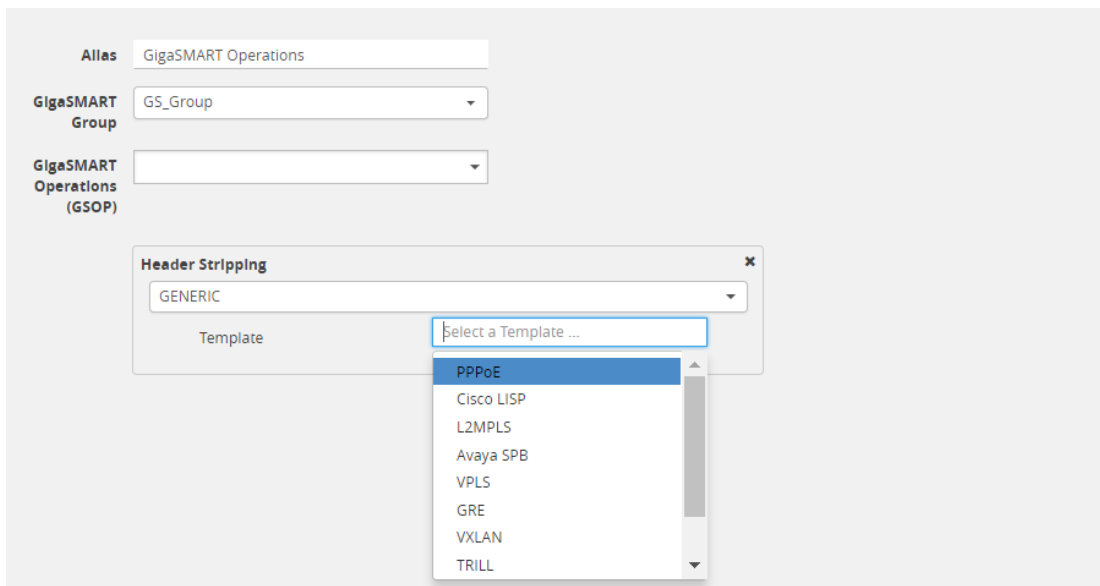 Alias GigaSMART Operations
GigaSMART Group GS_Group
GigaSMART Operations (GSOP)
Header Stripping
GENERIC
Template Select a Template ...
PPPoE
Cisco LISP
L2MPLS
Avaya SPB
VPLS
GRE
VXLAN
TRILL